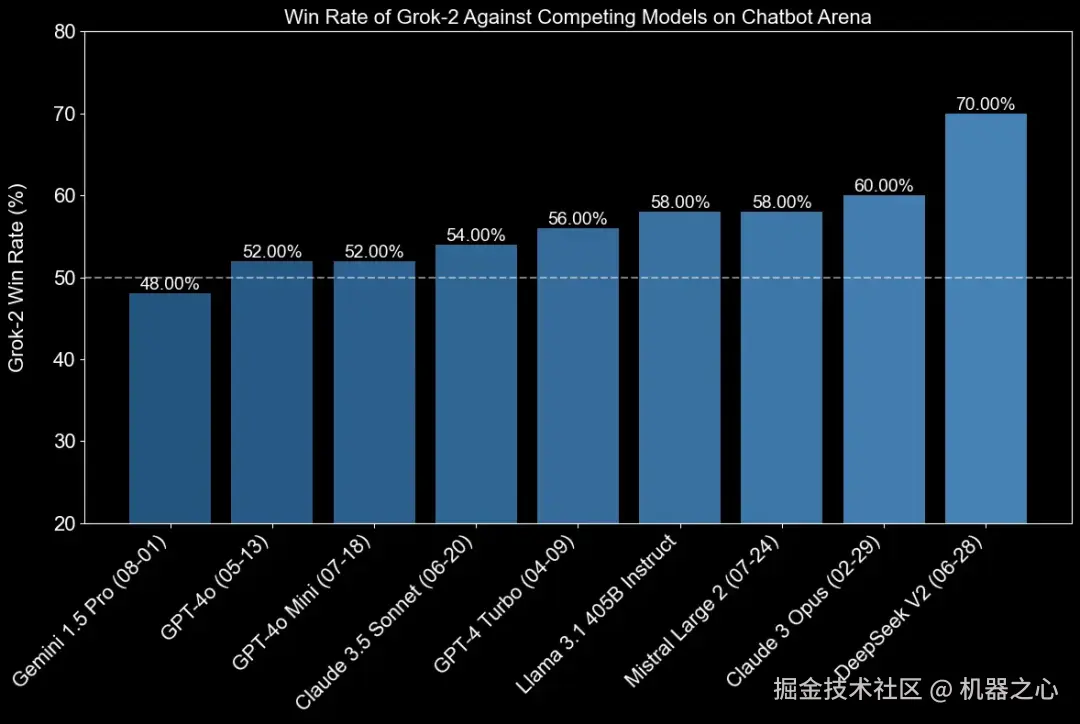 Win Rate of Grok-2 Against Competing Models on Chatbot Arena
Grok-2 Win Rate (%)
80
70
60
50
40
30
20
48.00%
52.00%
52.00%
54.00%
56.00%
58.00%
58.00%
60.00%
70.00%
Gemini 1.5 Pro (08-01)
GPT-4o (05-13)
GPT-4o Mini (07-18)
Claude 3.5 Sonnet (06-20)
GPT-4 Turbo (04-09)
Llama 3.1 405B Instruct
Mistral Large 2 (07-24)
Claude 3 Opus (02-29)
DeepSeek V2 (06-28)
掘金技术社区 @ 机器之心